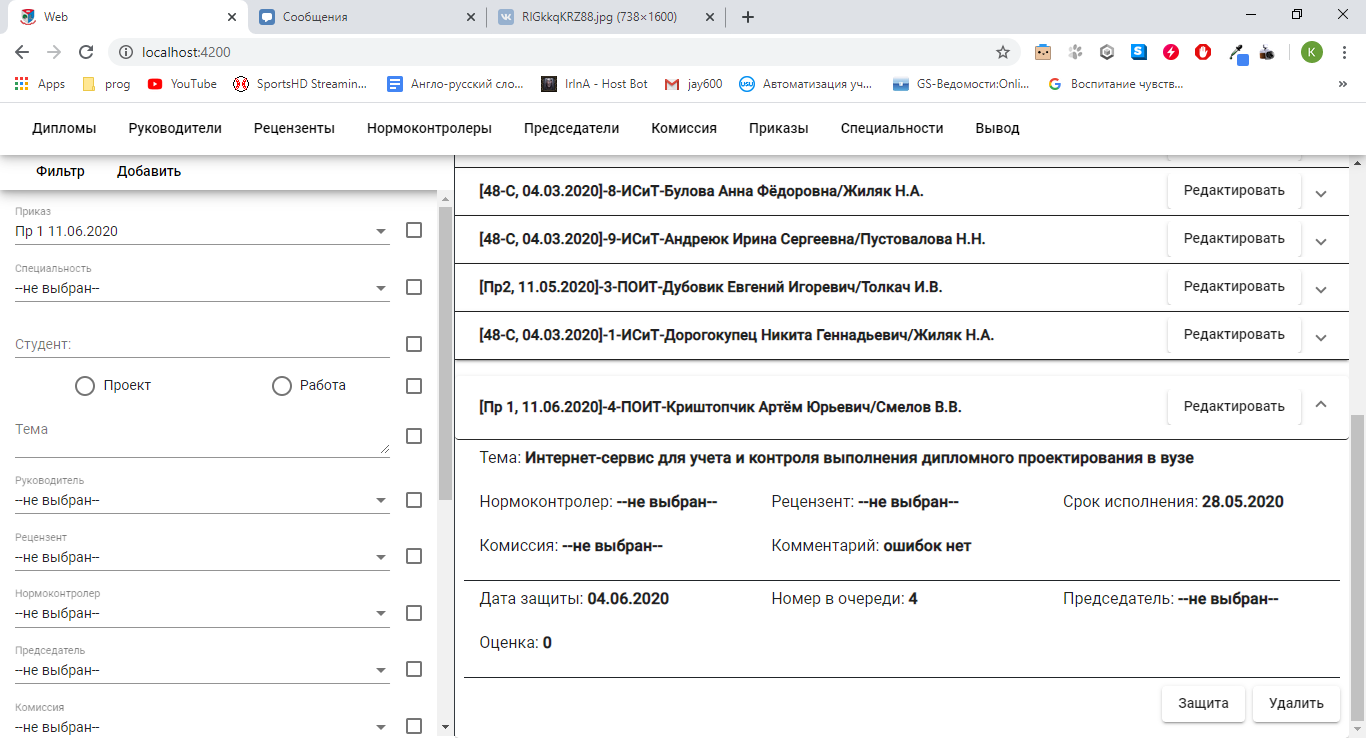 Web
Сообщения
RIGkkqKRZ88.jpg (738×1600)
localhost:4200
K
Apps
prog
YouTube
SportsHD Streamin...
Англо-русский сло...
IrInA - Host Bot
jay600
Автоматизация уч...
GS-Ведомости:Onli...
Воспитание чувств...
Дипломы
Руководители
Рецензенты
Нормоконтролеры
Председатели
Комиссия
Приказы
Специальности
Вывод
Фильтр
Добавить
Приказ
Пр 1 11.06.2020
Специальность
--не выбран--
Студент:
Проект
Работа
Тема
Руководитель
--не выбран--
Рецензент
--не выбран--
Нормоконтролер
--не выбран--
Председатель
--не выбран--
Комиссия
--не выбран--
[48-С, 04.03.2020]-8-ИСиТ-Булова Анна Фёдоровна/Жиляк Н.А.
Редактировать
[48-С, 04.03.2020]-9-ИСиТ-Андреюк Ирина Сергеевна/Пустовалова Н.Н.
Редактировать
[Пр2, 11.05.2020]-3-ПОИТ-Дубовик Евгений Игоревич/Толкач И.В.
Редактировать
[48-С, 04.03.2020]-1-ИСиТ-Дорогокупец Никита Геннадьевич/Жиляк Н.А.
Редактировать
[Пр 1, 11.06.2020]-4-ПОИТ-Криштопчик Артём Юрьевич/Смелов В.В.
Редактировать
Тема: Интернет-сервис для учета и контроля выполнения дипломного проектирования в вузе
Нормоконтролер: --не выбран--
Рецензент: --не выбран--
Срок исполнения: 28.05.2020
Комиссия: --не выбран--
Комментарий: ошибок нет
Дата защиты: 04.06.2020
Номер в очереди: 4
Председатель: --не выбран--
Оценка: 0
Защита
Удалить